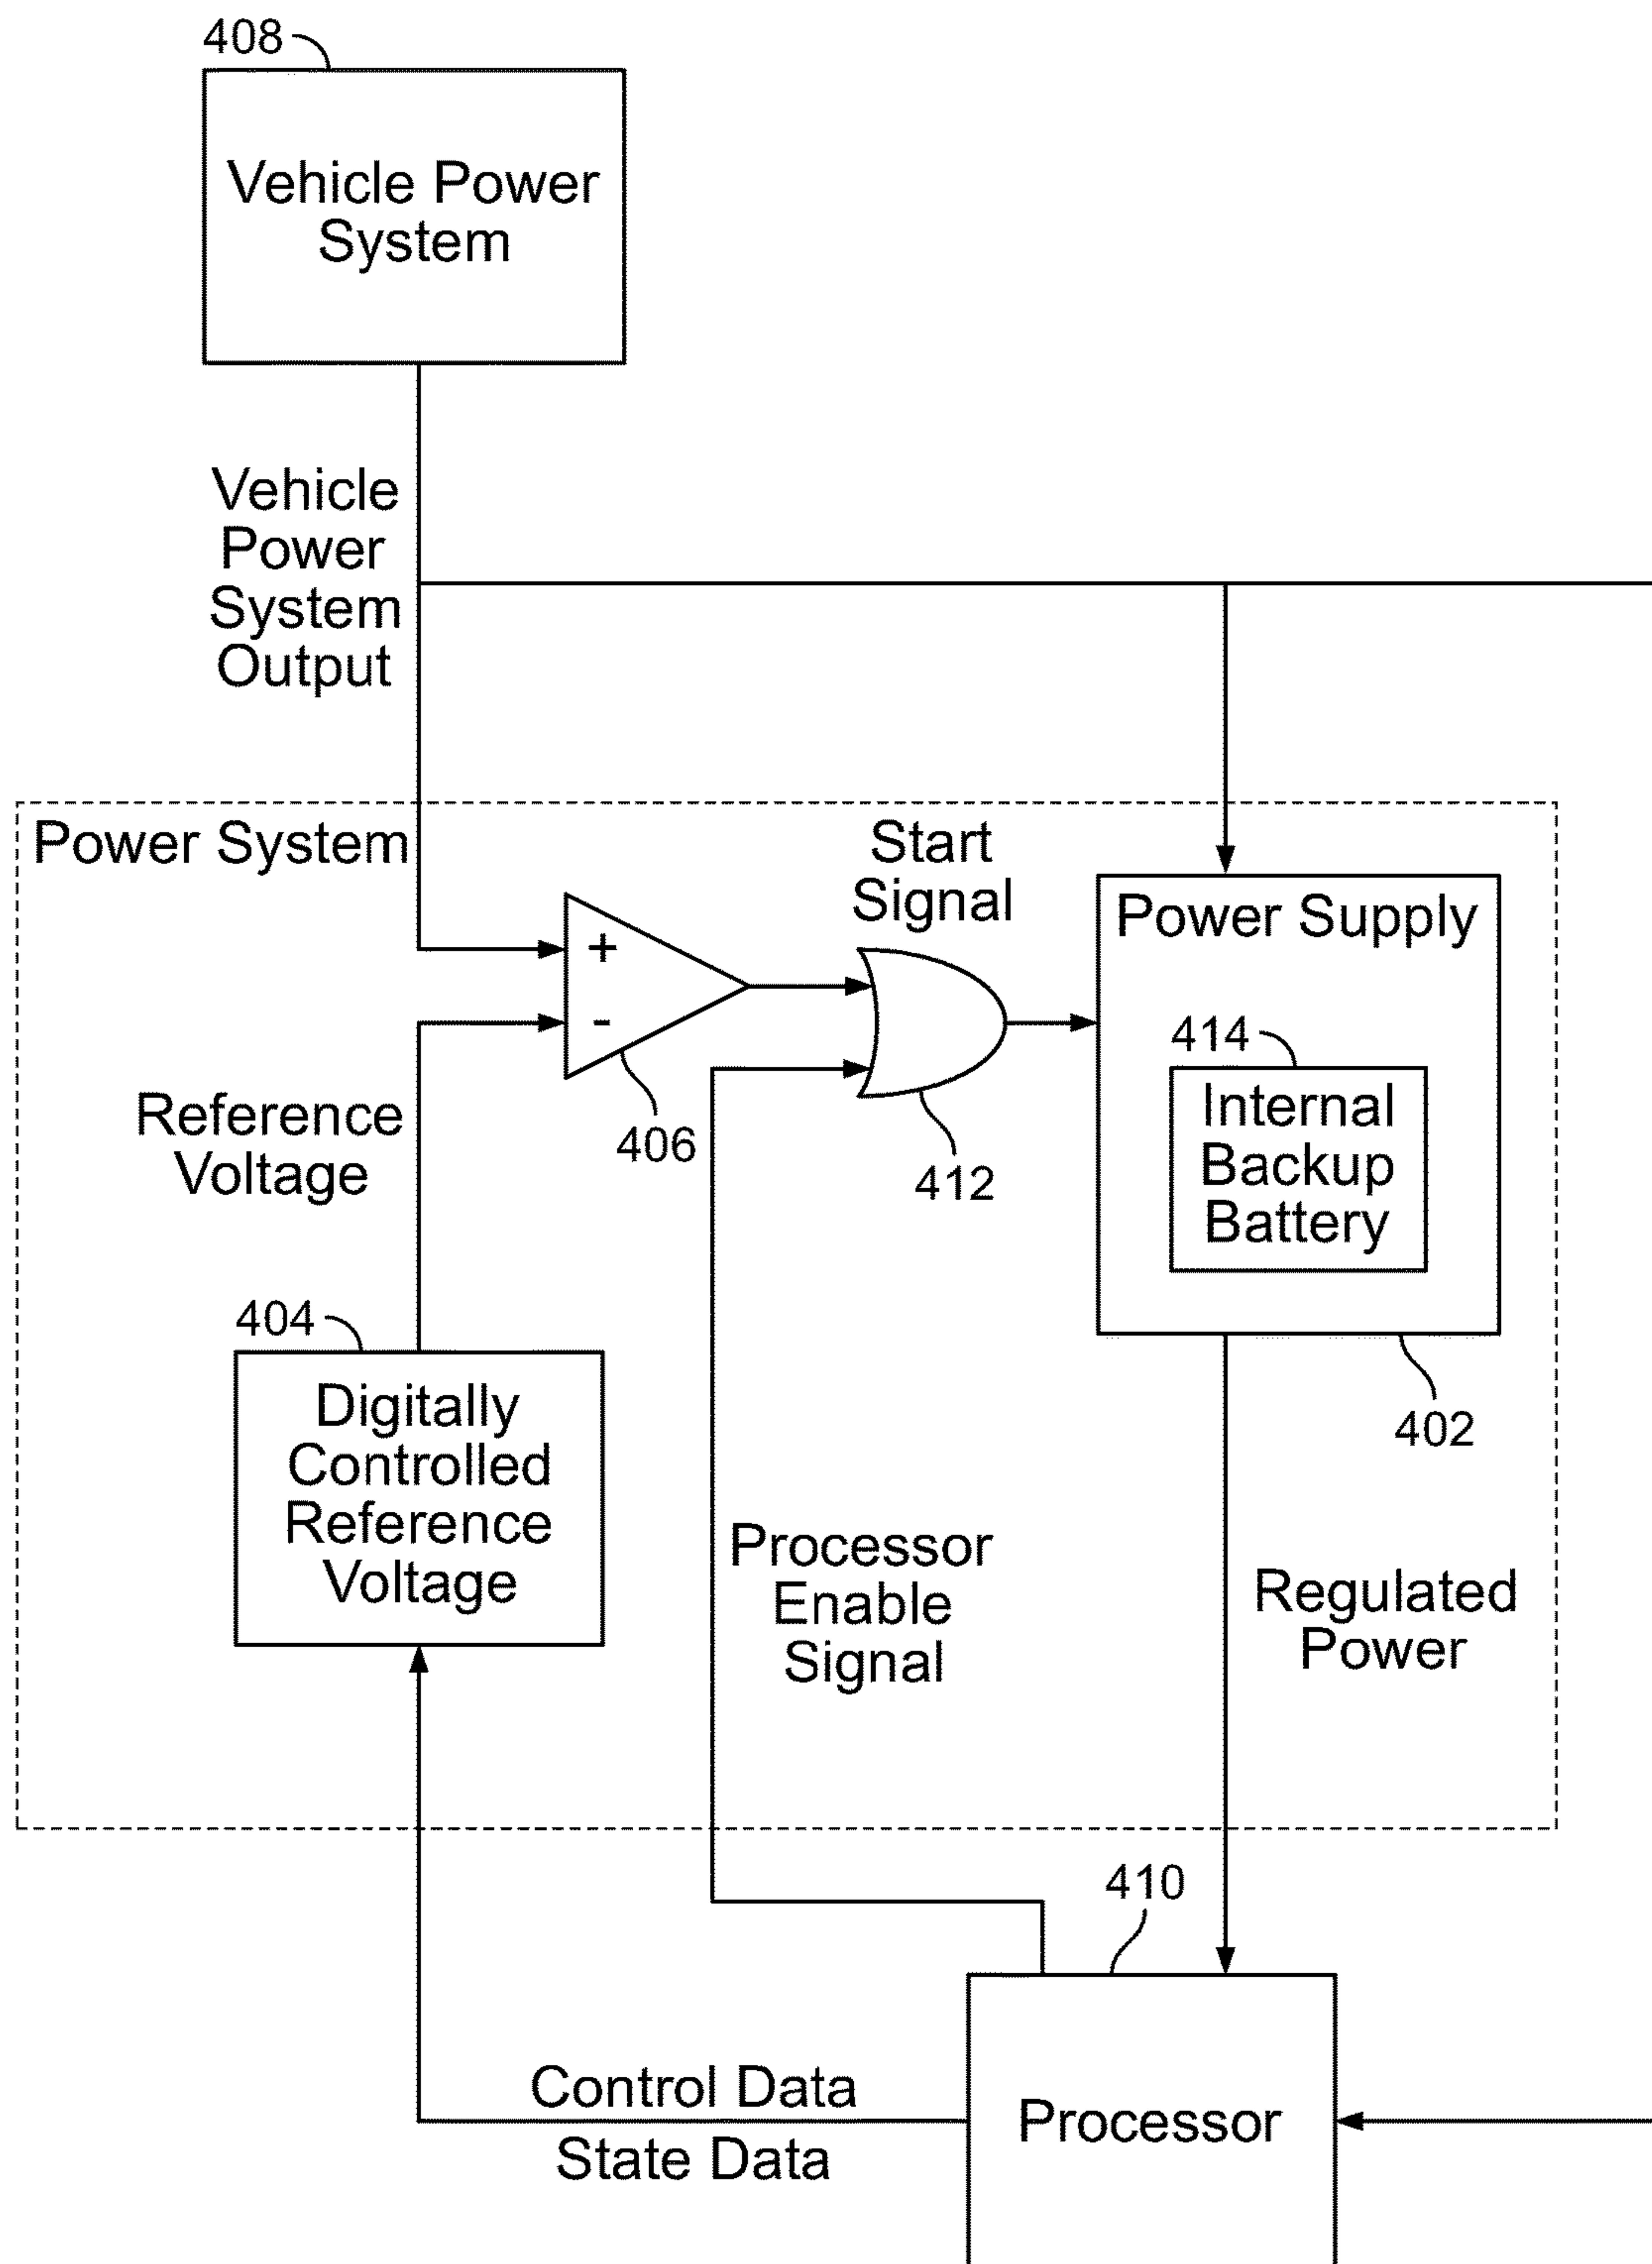 408
Vehicle Power
System
Vehicle
Power
System
Output
Power System
Start
Signal
Power Supply
+
-
414
Internal
Backup
Battery
Reference
Voltage
406
412
404
402
Digitally
Controlled
Reference
Voltage
Processor
Enable
Signal
Regulated
Power
410
Control Data
State Data
Processor